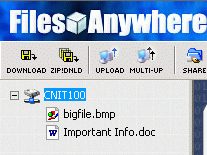 FilesAnywhere
DOWNLOAD ZIP!DNLD UPLOAD MULTI-UP SHARE
CNIT100
bigfile.bmp
Important Info.doc